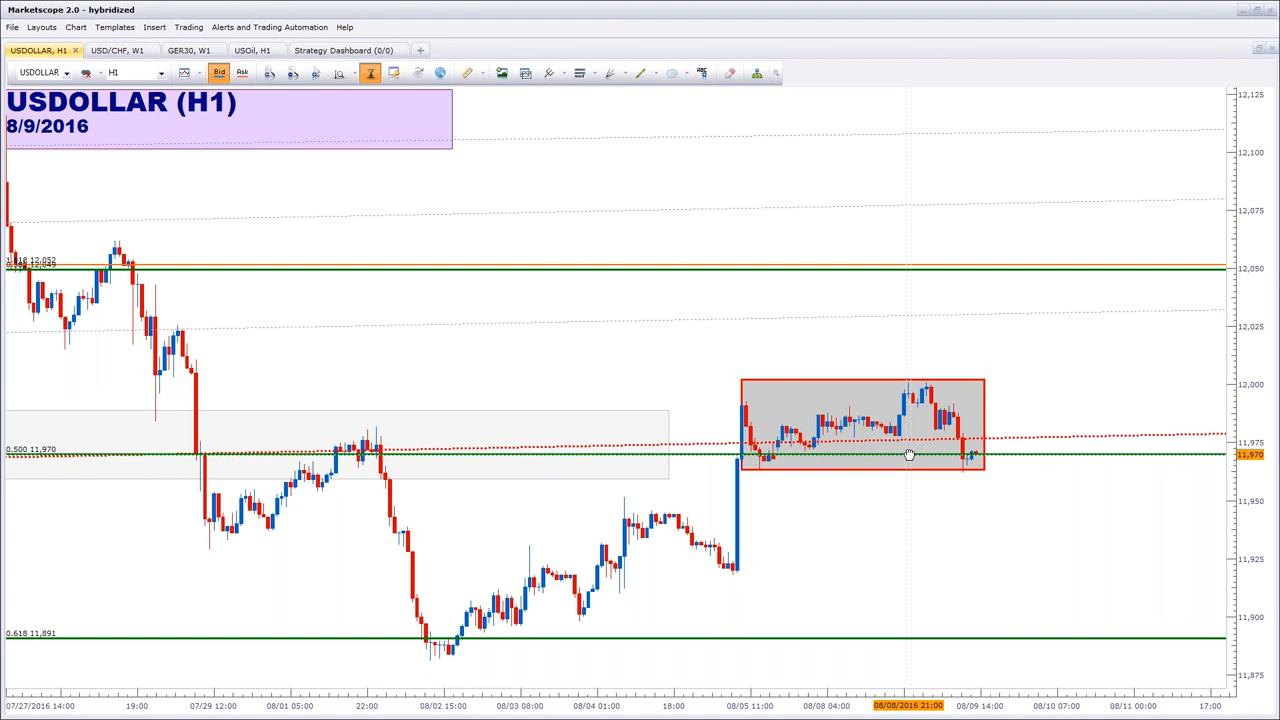 Marketscope 2.0 - hybridized
File Layouts Chart Templates Insert Trading Alerts and Trading Automation Help
USDOLLAR, H1 USD/CHF, W1 GER30, W1 USOil, H1 Strategy Dashboard (0/0)
USDOLLAR H1 Bid Ask ABC
USDOLLAR (H1)
8/9/2016
12,125
12,100
12,075
1.618 12,052
12,050
12,025
12,000
11,975
0.500 11,970
11,970
11,950
11,925
11,900
0.618 11,891
11,875
07/27/2016 14:00 19:00 08/01 05:00 22:00 08/02 15:00 08/03 08:00 08/04 01:00 18:00 08/05 11:00 08/08 04:00 08/08/2016 21:00 08/09 14:00 08/10 07:00 08/11 00:00 17:00